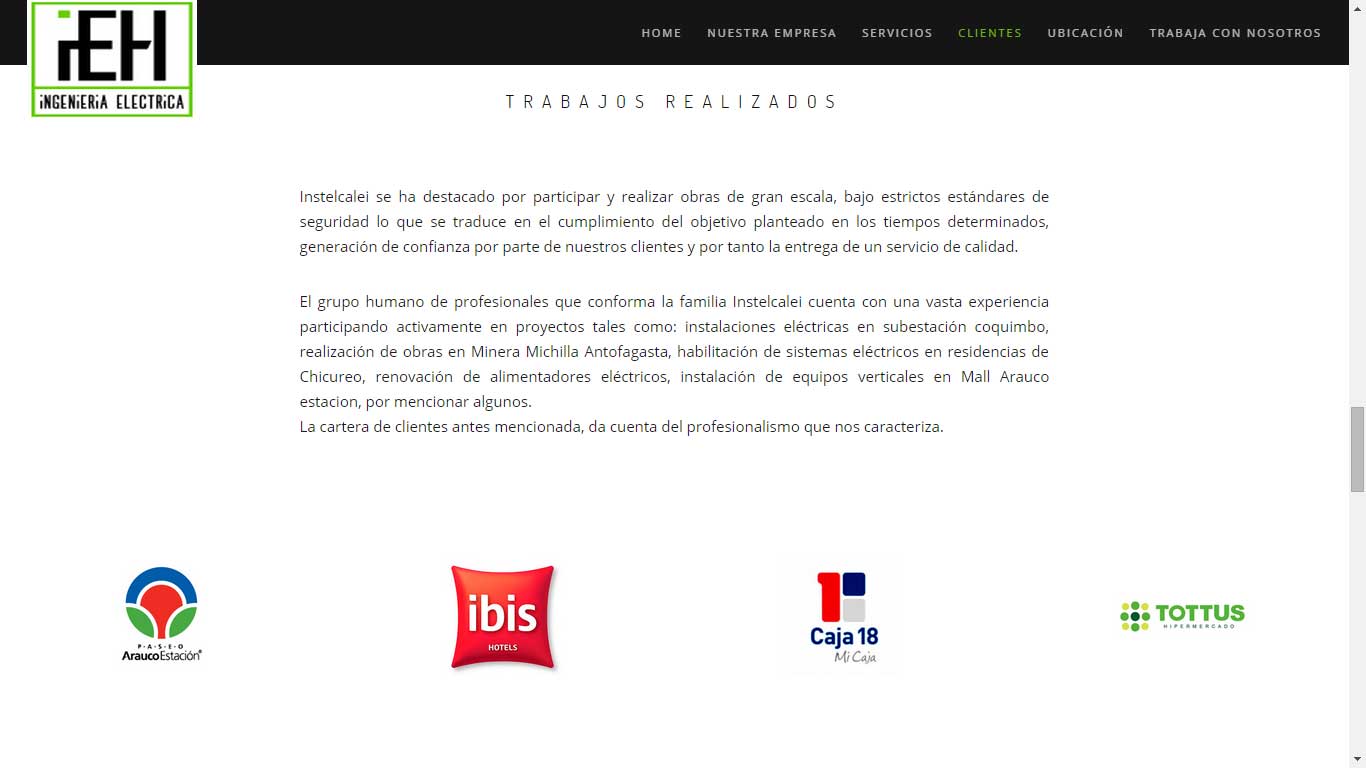 iEH
iNGENiERiA ELECTRiCA
HOME NUESTRA EMPRESA SERVICIOS CLIENTES UBICACIÓN TRABAJA CON NOSOTROS
TRABAJOS REALIZADOS
Instelcalei se ha destacado por participar y realizar obras de gran escala, bajo estrictos estándares de
seguridad lo que se traduce en el cumplimiento del objetivo planteado en los tiempos determinados,
generación de confianza por parte de nuestros clientes y por tanto la entrega de un servicio de calidad.
El grupo humano de profesionales que conforma la familia Instelcalei cuenta con una vasta experiencia
participando activamente en proyectos tales como: instalaciones eléctricas en subestación coquimbo,
realización de obras en Minera Michilla Antofagasta, habilitación de sistemas eléctricos en residencias de
Chicureo, renovación de alimentadores eléctricos, instalación de equipos verticales en Mall Arauco
estacion, por mencionar algunos.
La cartera de clientes antes mencionada, da cuenta del profesionalismo que nos caracteriza.
P·A·S·E·O
AraucoEstación®
ibis
HOTELS
Caja 18
Mi Caja
TOTTUS
HIPERMERCADO